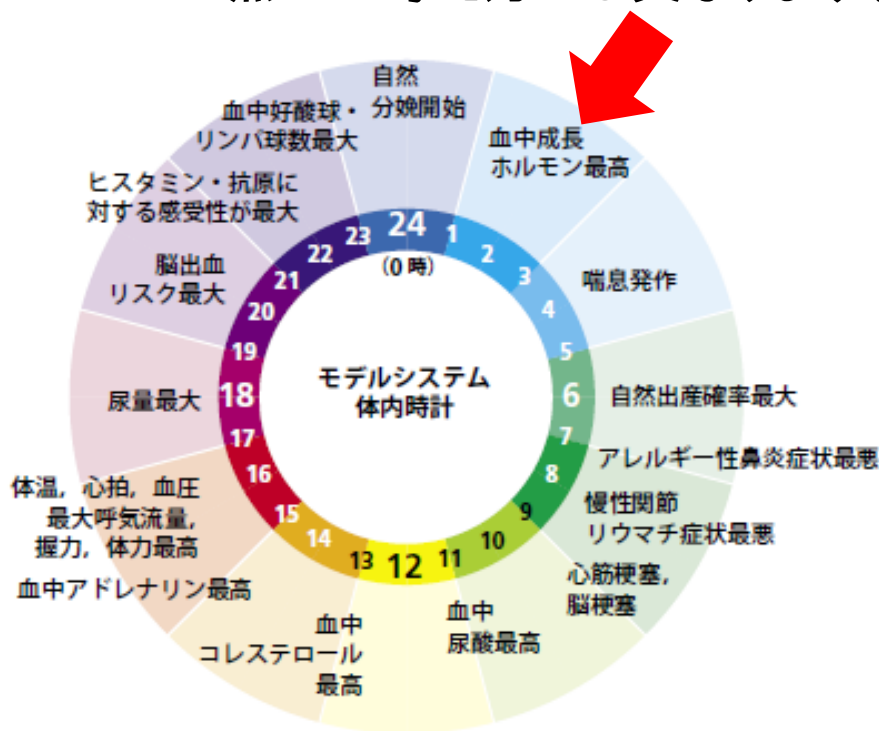 自然
分娩開始
血中成長
ホルモン最高
喘息発作
自然出産確率最大
アレルギー性鼻炎症状最悪
慢性関節
リウマチ症状最悪
心筋梗塞,
脳梗塞
血中
尿酸最高
血中
コレステロール
最高
血中アドレナリン最高
体温, 心拍, 血圧
最大呼気流量,
握力, 体力最高
尿量最大
脳出血
リスク最大
ヒスタミン・抗原に
対する感受性が最大
血中好酸球・
リンパ球数最大
24
(0 時)
1
2
3
4
5
6
7
8
9
10
11
12
13
14
15
16
17
18
19
20
21
22
23
モデルシステム
体内時計